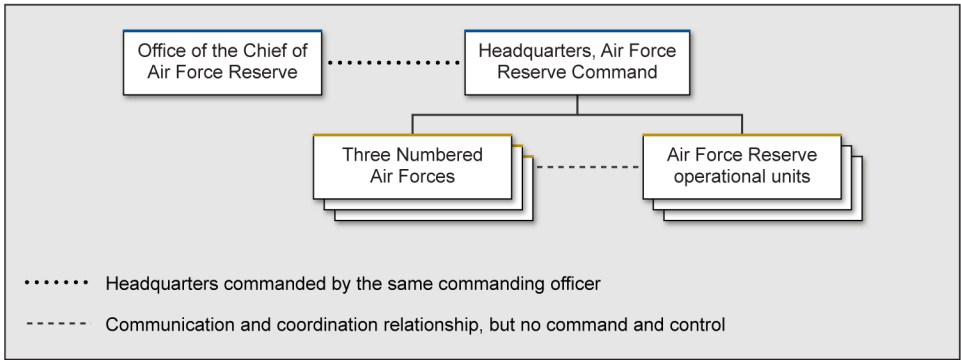 Office of the Chief of
Air Force Reserve
Headquarters, Air Force
Reserve Command
Three Numbered
Air Forces
Air Force Reserve
operational units
Headquarters commanded by the same commanding officer
Communication and coordination relationship, but no command and control